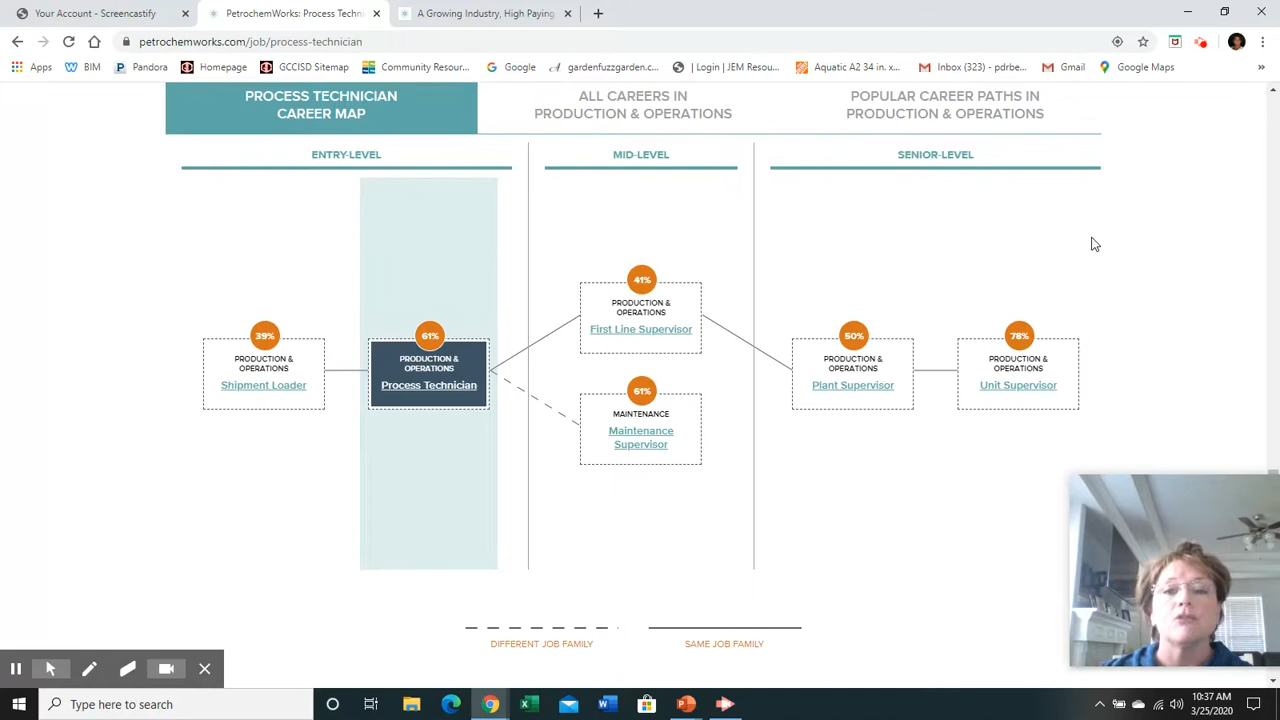 Your Account - Screencastify
PetrochemWorks: Process Technici
A Growing Industry, High Paying
petrochemworks.com/job/process-technician
Apps
BIM
Pandora
Homepage
GCCISD Sitemap
Community Resour...
Google
gardenfuzzgarden.c...
| Login | JEM Resou...
Aquatic A2 34 in. x...
Inbox (323) - pdrbe...
Gmail
Google Maps
»
PROCESS TECHNICIAN
CAREER MAP
ALL CAREERS IN
PRODUCTION & OPERATIONS
POPULAR CAREER PATHS IN
PRODUCTION & OPERATIONS
ENTRY-LEVEL
MID-LEVEL
SENIOR-LEVEL
39%
PRODUCTION &
OPERATIONS
Shipment Loader
61%
PRODUCTION &
OPERATIONS
Process Technician
41%
PRODUCTION &
OPERATIONS
First Line Supervisor
61%
MAINTENANCE
Maintenance
Supervisor
50%
PRODUCTION &
OPERATIONS
Plant Supervisor
78%
PRODUCTION &
OPERATIONS
Unit Supervisor
DIFFERENT JOB FAMILY
SAME JOB FAMILY
Type here to search
10:37 AM
3/25/2020